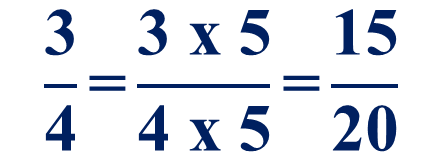 3/4 = 3 x 5 / 4 x 5 = 15/20